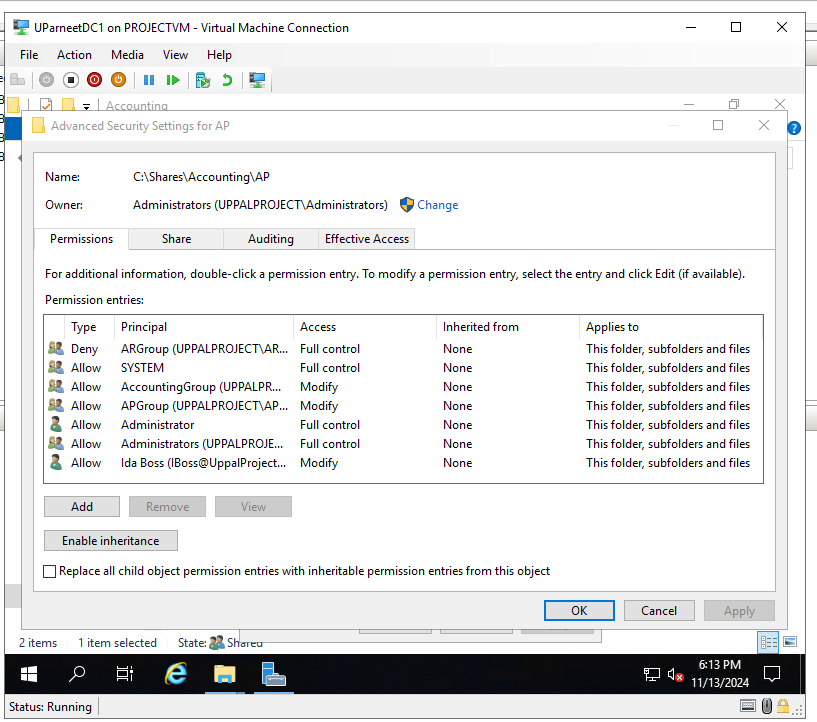 UParneetDC1 on PROJECTVM - Virtual Machine Connection
File Action Media View Help
Accounting
Advanced Security Settings for AP
Name: C:\Shares\Accounting\AP
Owner: Administrators (UPPALPROJECT\Administrators) Change
Permissions Share Auditing Effective Access
For additional information, double-click a permission entry. To modify a permission entry, select the entry and click Edit (if available).
Permission entries:
Type Principal Access Inherited from Applies to
Deny ARGroup (UPPALPROJECT\AR... Full control None This folder, subfolders and files
Allow SYSTEM Full control None This folder, subfolders and files
Allow AccountingGroup (UPPALPR... Modify None This folder, subfolders and files
Allow APGroup (UPPALPROJECT\AP... Modify None This folder, subfolders and files
Allow Administrator Full control None This folder, subfolders and files
Allow Administrators (UPPALPROJE... Full control None This folder, subfolders and files
Allow Ida Boss (IBoss@UppalProject... Modify None This folder, subfolders and files
Add Remove View
Enable inheritance
Replace all child object permission entries with inheritable permission entries from this object
OK Cancel Apply
2 items 1 item selected State: Shared
6:13 PM
11/13/2024
Status: Running